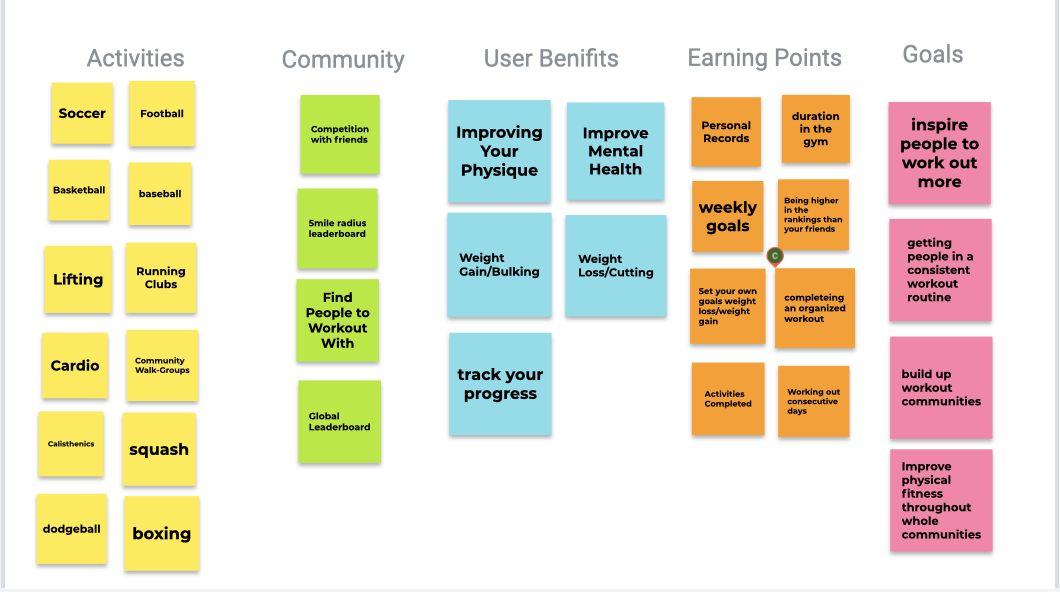 Activities
Soccer
Football
Basketball
baseball
Lifting
Running
Clubs
Cardio
Community
Walk-Groups
Calisthenics
squash
dodgeball
boxing
Community
Competition
with friends
5mile radius
leaderboard
Find
People to
Workout
With
Global
Leaderboard
User Benifits
Improving
Your
Physique
Improve
Mental
Health
Weight
Gain/Bulking
Weight
Loss/Cutting
track your
progress
Earning Points
Personal
Records
duration
in the
gym
weekly
goals
Being higher
in the
rankings than
your friends
C
Set your own
goals weight
loss/weight
gain
completeing
an organized
workout
Activities
Completed
Working out
consecutive
days
Goals
inspire
people to
work out
more
getting
people in a
consistent
workout
routine
build up
workout
communities
Improve
physical
fitness
throughout
whole
communities